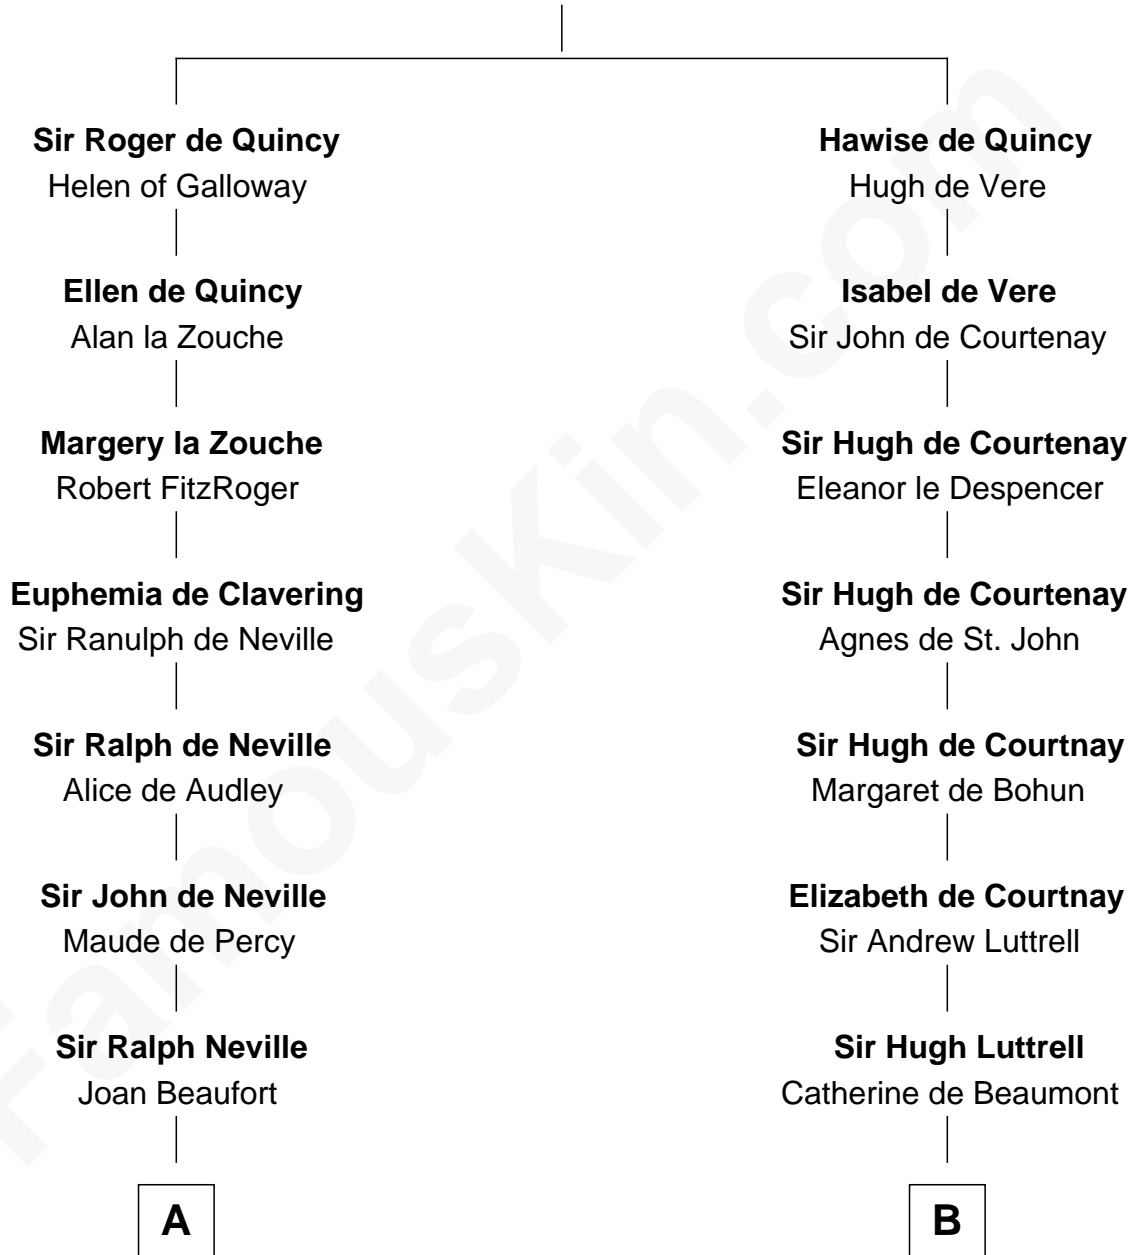 Sir Roger de Quincy
Helen of Galloway
Hawise de Quincy
Hugh de Vere
Ellen de Quincy
Alan la Zouche
Isabel de Vere
Sir John de Courtenay
Margery la Zouche
Robert FitzRoger
Sir Hugh de Courtenay
Eleanor le Despencer
Euphemia de Clavering
Sir Ranulph de Neville
Sir Hugh de Courtenay
Agnes de St. John
Sir Ralph de Neville
Alice de Audley
Sir Hugh de Courtnay
Margaret de Bohun
Sir John de Neville
Maude de Percy
Elizabeth de Courtnay
Sir Andrew Luttrell
Sir Ralph Neville
Joan Beaufort
Sir Hugh Luttrell
Catherine de Beaumont
A
B
FamousKin.com